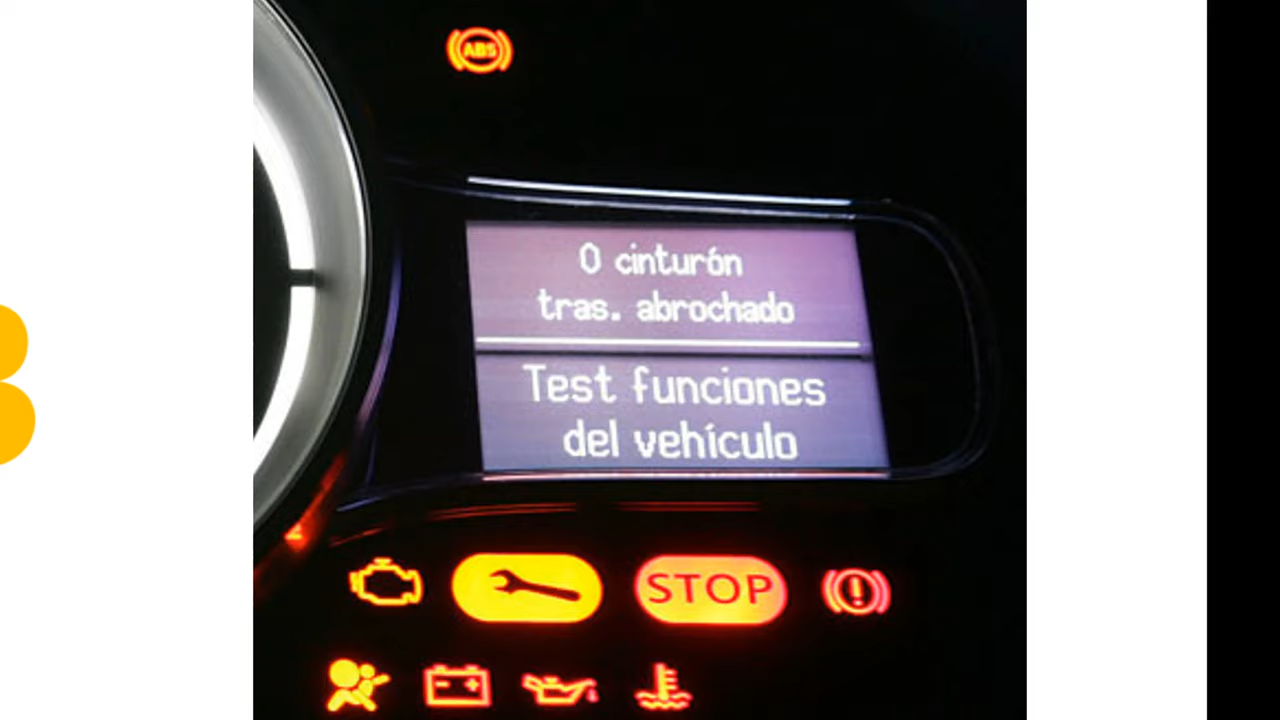 ABS
0 cinturón
tras. abrochado
Test funciones
del vehículo
STOP